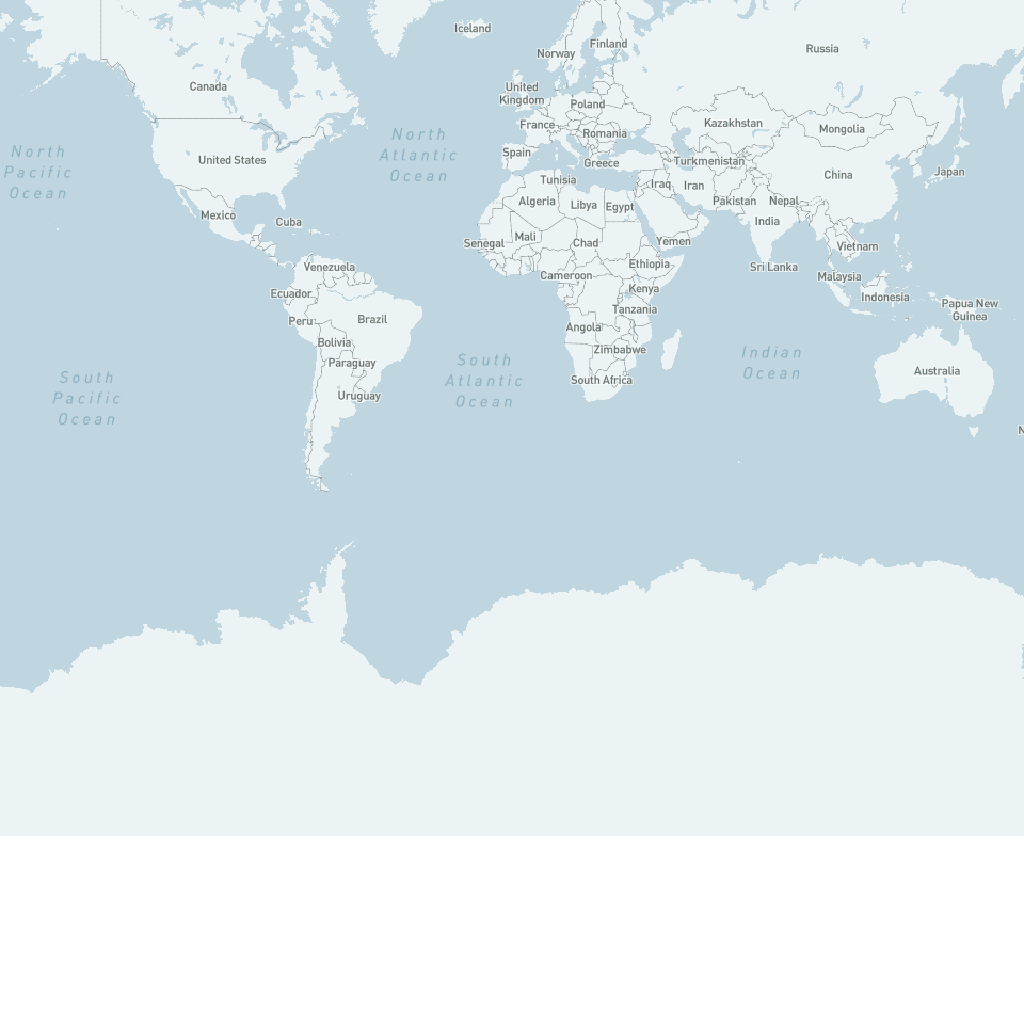 Iceland
Norway
Finland
Russia
Canada
United
Kingdom
Poland
North
Atlantic
Ocean
France
Romania
Kazakhstan
Mongolia
North
Pacific
Ocean
United States
Spain
Greece
Turkmenistan
China
Japan
Tunisia
Iraq
Iran
Mexico
Cuba
Algeria
Libya
Egypt
Pakistan
Nepal
India
Senegal
Mali
Chad
Yemen
Vietnam
Venezuela
Cameroon
Ethiopia
Sri Lanka
Malaysia
Ecuador
Kenya
Indonesia
Papua New
Guinea
Peru
Brazil
Tanzania
Angola
Bolivia
Zimbabwe
Paraguay
South
Atlantic
Ocean
Indian
Ocean
Australia
South Africa
South
Pacific
Ocean
Uruguay
N